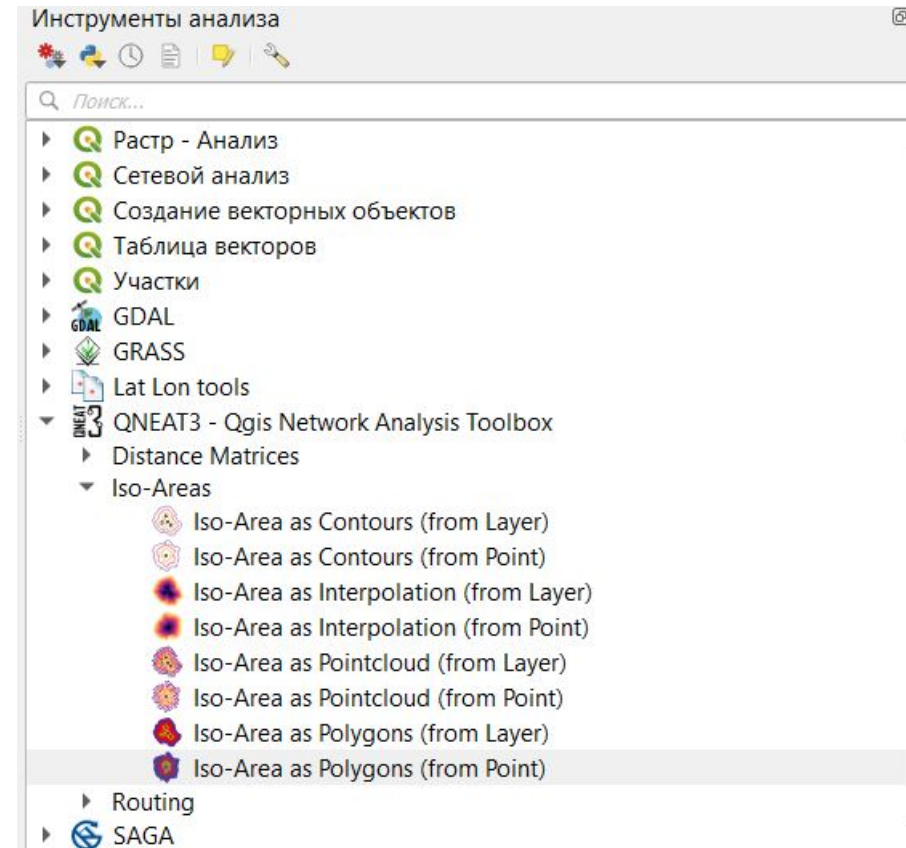 Инструменты анализа
Поиск...
Растр - Анализ
Сетевой анализ
Создание векторных объектов
Таблица векторов
Участки
GDAL GDAL
GRASS
Lat Lon tools
QNEAT3 QNEAT3 - Qgis Network Analysis Toolbox
Distance Matrices
Iso-Areas
Iso-Area as Contours (from Layer)
Iso-Area as Contours (from Point)
Iso-Area as Interpolation (from Layer)
Iso-Area as Interpolation (from Point)
Iso-Area as Pointcloud (from Layer)
Iso-Area as Pointcloud (from Point)
Iso-Area as Polygons (from Layer)
Iso-Area as Polygons (from Point)
Routing
SAGA